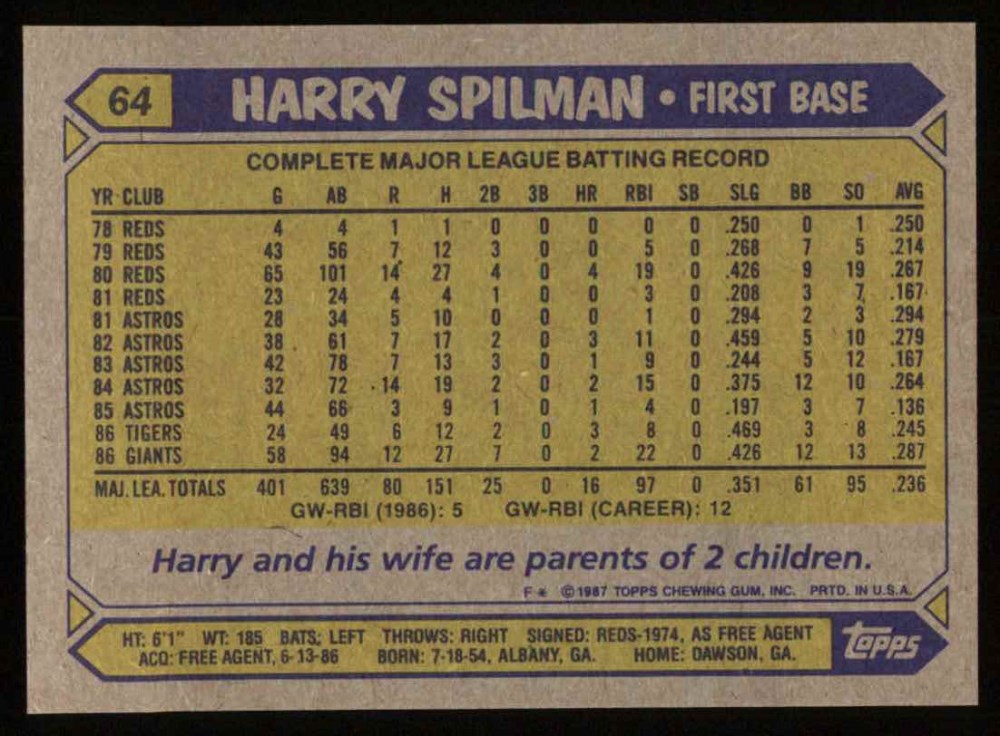 64 HARRY SPILMAN • FIRST BASE
COMPLETE MAJOR LEAGUE BATTING RECORD
YR CLUB G AB R H 2B 3B HR RBI SB SLG BB SO AVG
78 REDS 4 4 1 1 0 0 0 0 0 .250 0 1 .250
79 REDS 43 56 7 12 3 0 0 5 0 .268 7 5 .214
80 REDS 65 101 14 27 4 0 4 19 0 .426 9 19 .267
81 REDS 23 24 4 4 1 0 0 3 0 .208 3 7 .167
81 ASTROS 28 34 5 10 0 0 0 1 0 .294 2 3 .294
82 ASTROS 38 61 7 17 2 0 3 11 0 .459 5 10 .279
83 ASTROS 42 78 7 13 3 0 1 9 0 .244 5 12 .167
84 ASTROS 32 72 14 19 2 0 2 15 0 .375 12 10 .264
85 ASTROS 44 66 3 9 1 0 1 4 0 .197 3 7 .136
86 TIGERS 24 49 6 12 2 0 3 8 0 .469 3 8 .245
86 GIANTS 58 94 12 27 7 0 2 22 0 .426 12 13 .287
MAJ. LEA. TOTALS 401 639 80 151 25 0 16 97 0 .351 61 95 .236
GW-RBI (1986): 5 GW-RBI (CAREER): 12
Harry and his wife are parents of 2 children.
F * ©1987 TOPPS CHEWING GUM, INC. PRTD. IN U.S.A.
HT: 6'1" WT: 185 BATS: LEFT THROWS: RIGHT SIGNED: REDS-1974, AS FREE AGENT
ACQ: FREE AGENT, 6-13-86 BORN: 7-18-54, ALBANY, GA. HOME: DAWSON, GA.
topps